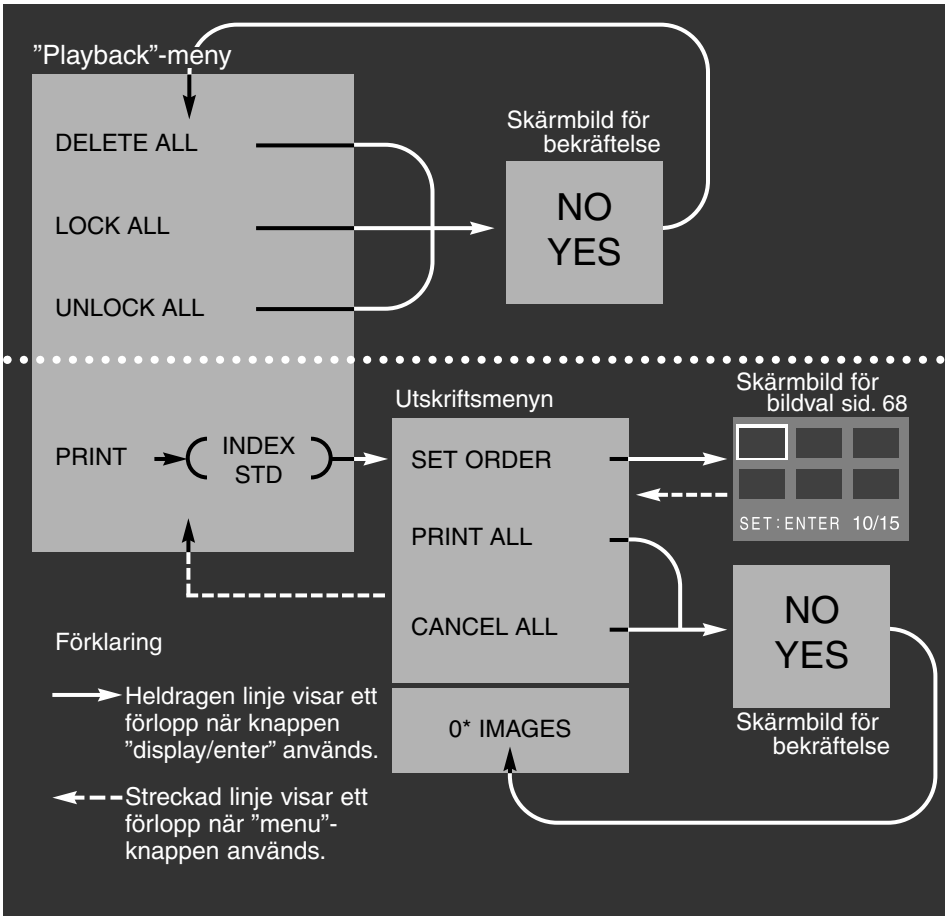 ”Playback”-meny
DELETE ALL
LOCK ALL
UNLOCK ALL
Skärmbild för
bekräftelse
NO
YES
PRINT
INDEX
STD
Utskriftsmenyn
SET ORDER
PRINT ALL
CANCEL ALL
0* IMAGES
Skärmbild för
bildval sid. 68
SET:ENTER 10/15
NO
YES
Skärmbild för
bekräftelse
Förklaring
Heldragen linje visar ett
förlopp när knappen
”display/enter” används.
Streckad linje visar ett
förlopp när ”menu”-
knappen används.